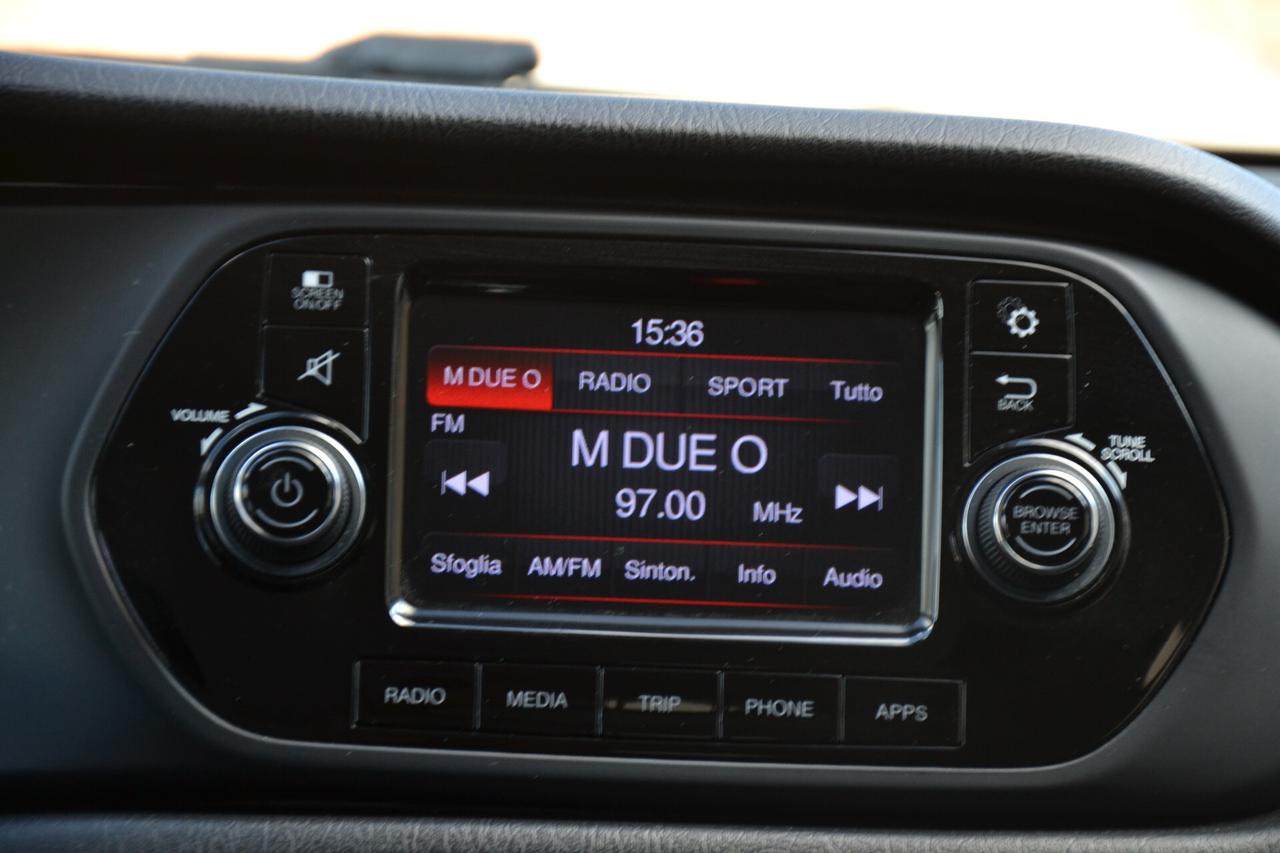 SCREEN
ON/OFF
VOLUME
15:36
M DUE O RADIO SPORT Tutto
FM
M DUE O
97.00 MHz
Sfoglia AM/FM Sinton. Info Audio
BACK
TUNE
SCROLL
BROWSE
ENTER
RADIO MEDIA TRIP PHONE APPS